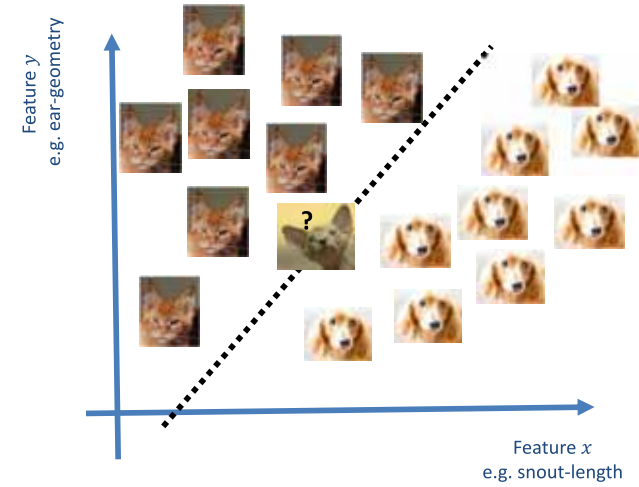 Feature y
e.g. ear-geometry
?
Feature x
e.g. snout-length